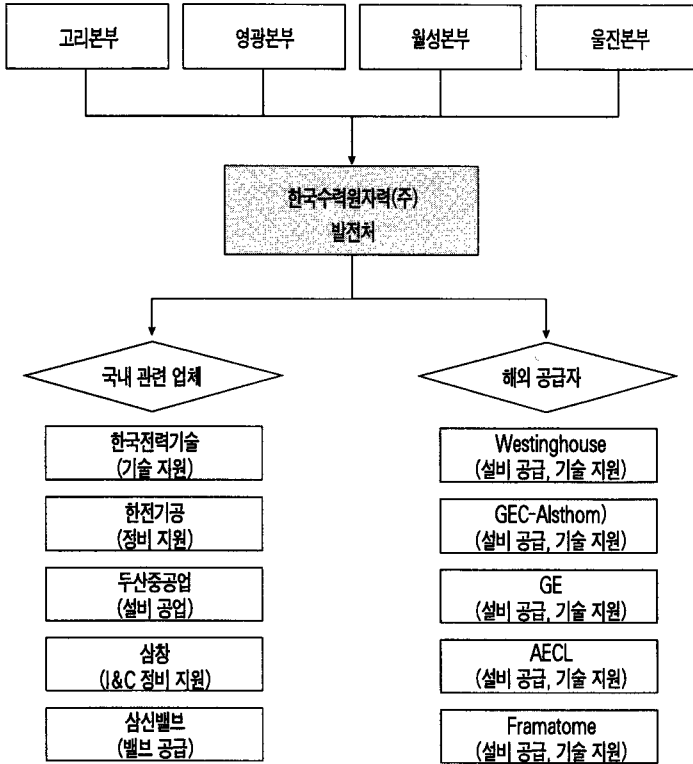 고리본부
영광본부
월성본부
울진본부
한국수력원자력(주)
발전처
국내 관련 업체
해외 공급자
한국전력기술
(기술 지원)
한전기공
(정비 지원)
두산중공업
(설비 공업)
삼창
(I&C 정비 지원)
삼신밸브
(밸브 공급)
Westinghouse
(설비 공급, 기술 지원)
GEC-Alsthom)
(설비 공급, 기술 지원)
GE
(설비 공급, 기술 지원)
AECL
(설비 공급, 기술 지원)
Framatome
(설비 공급, 기술 지원)